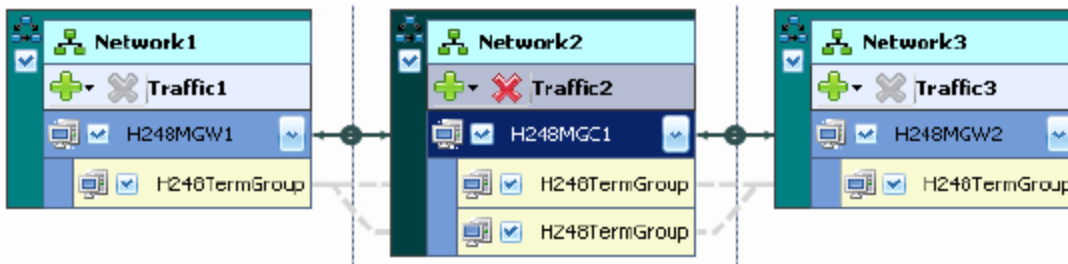 Network1
Traffic1
H248MGW1
H248TermGroup
Network2
Traffic2
H248MGC1
H248TermGroup
H248TermGroup
Network3
Traffic3
H248MGW2
H248TermGroup